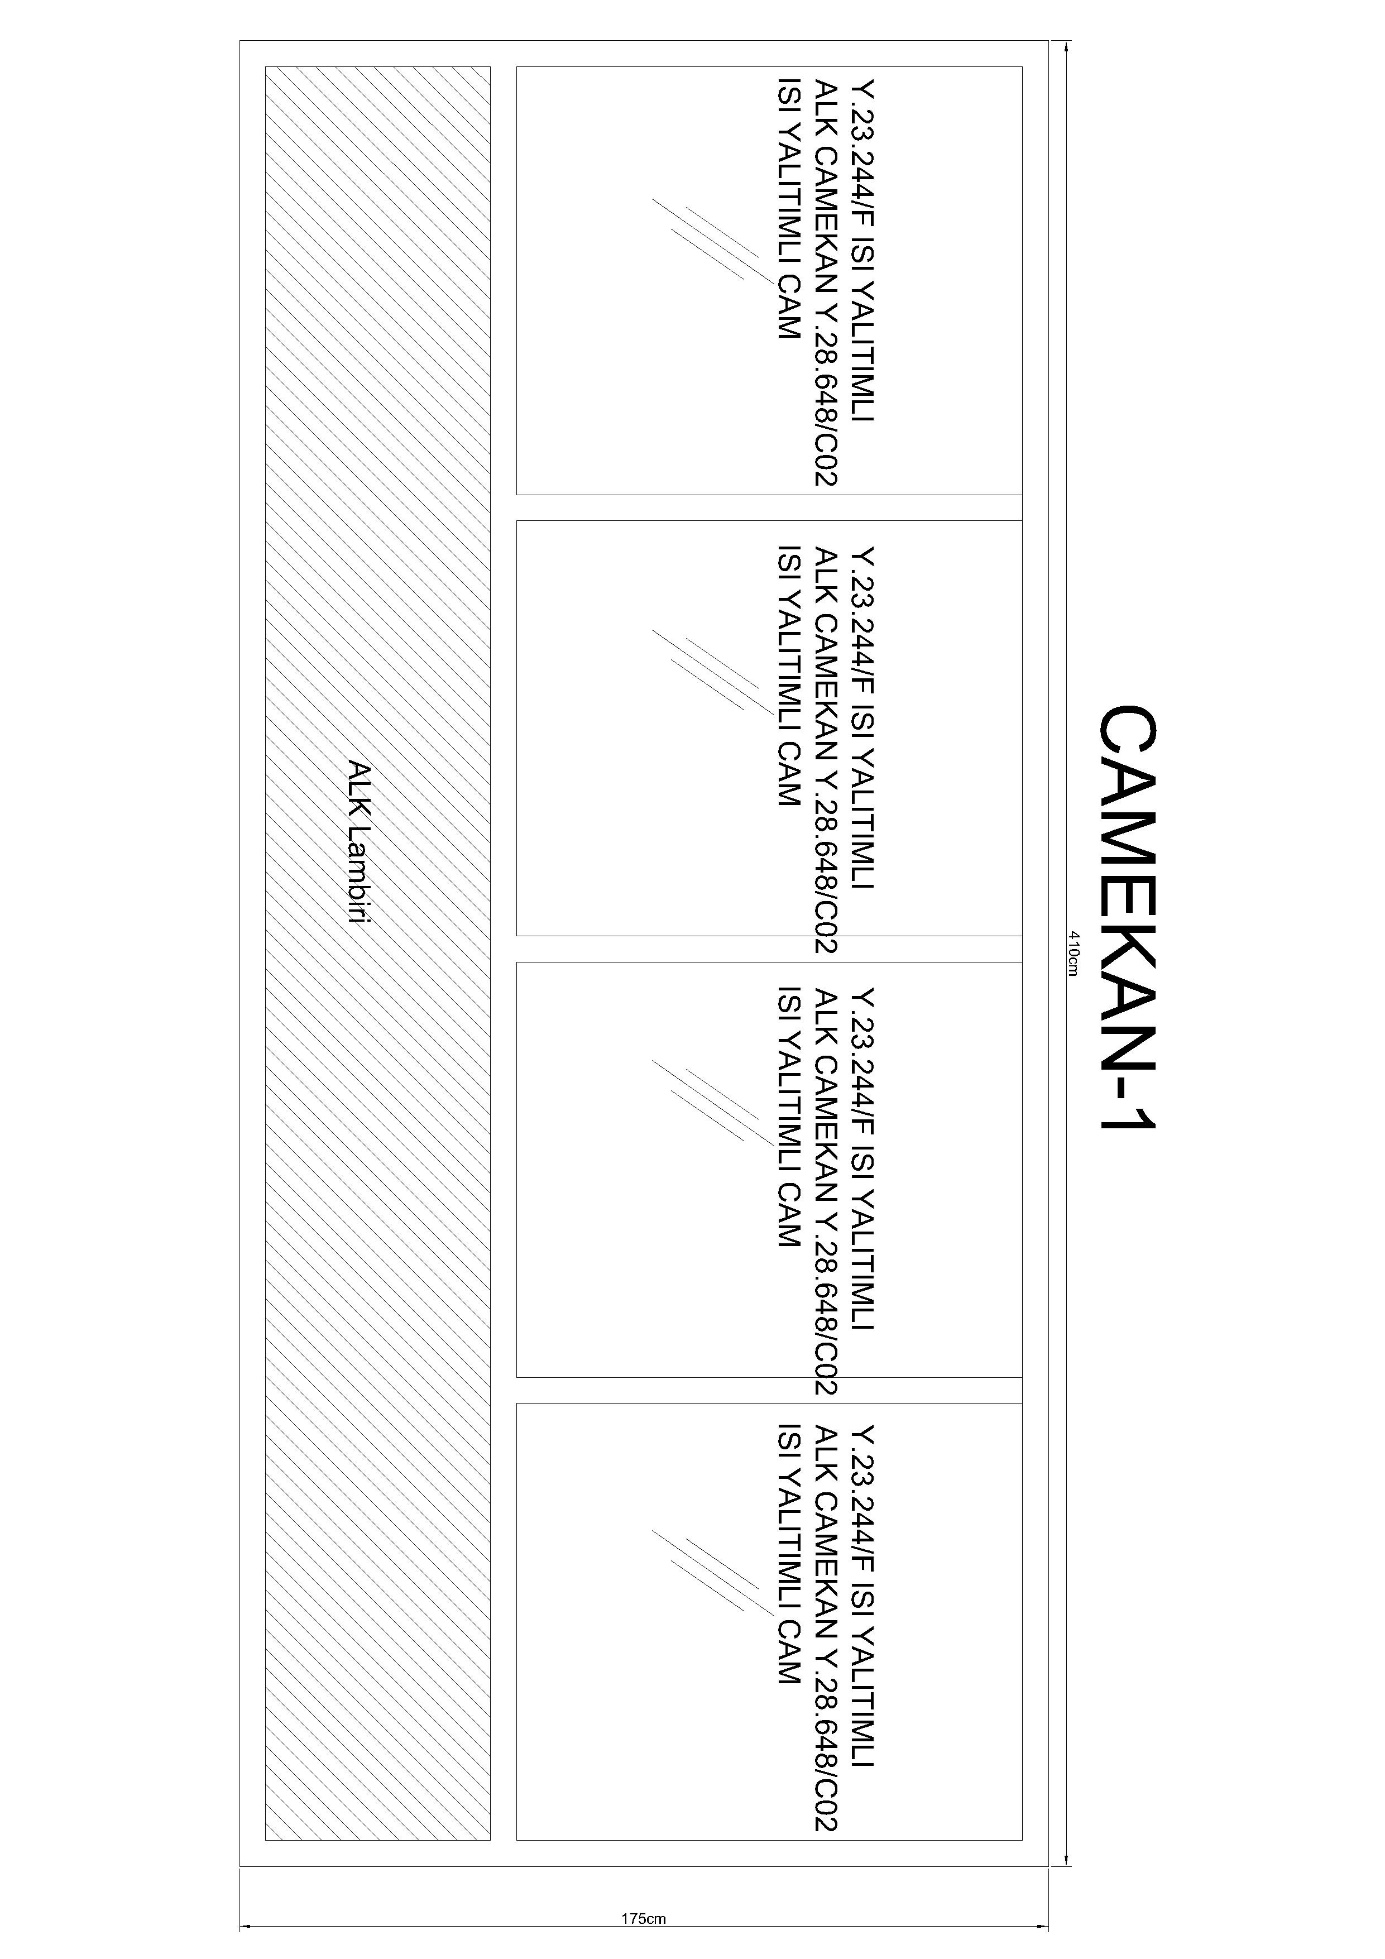 CAMEKAN-1
410cm
Y.23.244/F ISI YALITIMLI
ALK CAMEKAN Y.28.648/C02
ISI YALITIMLI CAM
Y.23.244/F ISI YALITIMLI
ALK CAMEKAN Y.28.648/C02
ISI YALITIMLI CAM
Y.23.244/F ISI YALITIMLI
ALK CAMEKAN Y.28.648/C02
ISI YALITIMLI CAM
Y.23.244/F ISI YALITIMLI
ALK CAMEKAN Y.28.648/C02
ISI YALITIMLI CAM
ALK Lambiri
175cm